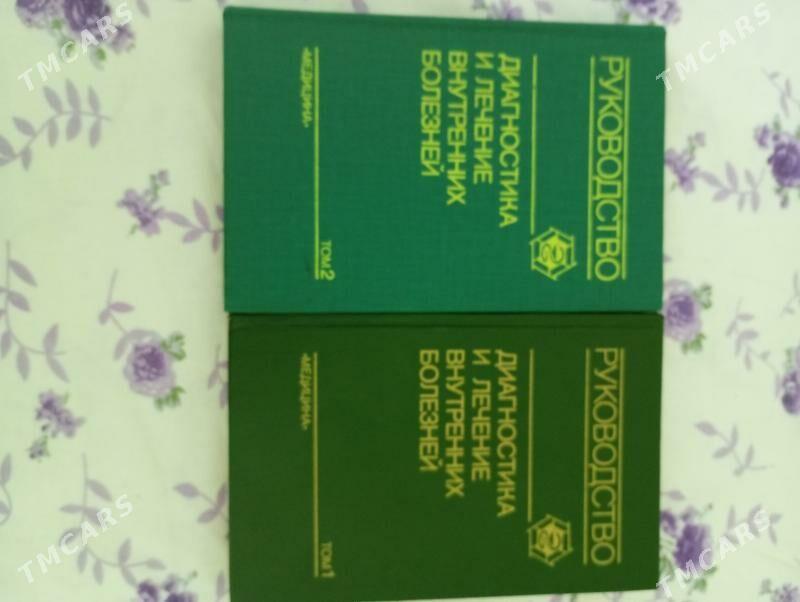 РУКОВОДСТВО
ДИАГНОСТИКА
И ЛЕЧЕНИЕ
ВНУТРЕННИХ
БОЛЕЗНЕЙ
«МЕДИЦИНА»
ТОМ 2
РУКОВОДСТВО
ДИАГНОСТИКА
И ЛЕЧЕНИЕ
ВНУТРЕННИХ
БОЛЕЗНЕЙ
«МЕДИЦИНА»
ТОМ 1
TMCARS
TMCARS
TMCARS
TMCARS